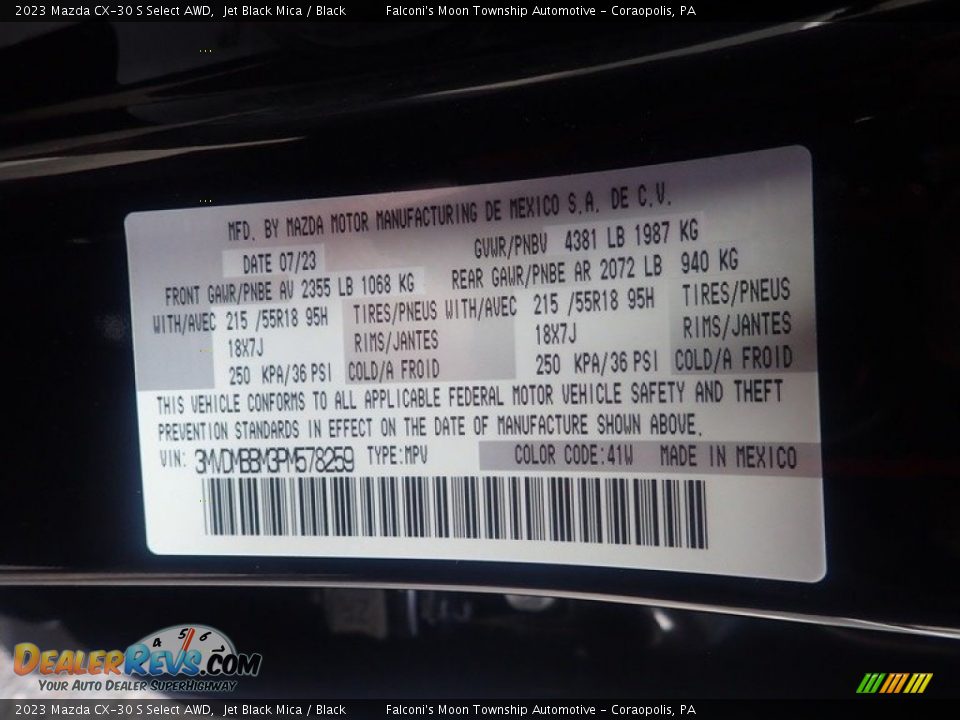 2023 Mazda CX-30 S Select AWD, Jet Black Mica / Black Falconi's Moon Township Automotive - Coraopolis, PA
MFD. BY MAZDA MOTOR MANUFACTURING DE MEXICO S.A. DE C.V.
DATE 07/23 GVWR/PNBV 4381 LB 1987 KG
FRONT GAWR/PNBE AV 2355 LB 1068 KG REAR GAWR/PNBE AR 2072 LB 940 KG
WITH/AVEC 215 /55R18 95H TIRES/PNEUS WITH/AVEC 215 /55R18 95H TIRES/PNEUS
18X7J RIMS/JANTES 18X7J RIMS/JANTES
250 KPA/36 PSI COLD/A FROID 250 KPA/36 PSI COLD/A FROID
THIS VEHICLE CONFORMS TO ALL APPLICABLE FEDERAL MOTOR VEHICLE SAFETY AND THEFT
PREVENTION STANDARDS IN EFFECT ON THE DATE OF MANUFACTURE SHOWN ABOVE.
VIN: 3MVDMBBM3PM578259 TYPE:MPV COLOR CODE:41W MADE IN MEXICO
4 5 6
DEALERREVS.COM
YOUR AUTO DEALER SUPERHIGHWAY
2023 Mazda CX-30 S Select AWD, Jet Black Mica / Black Falconi's Moon Township Automotive - Coraopolis, PA